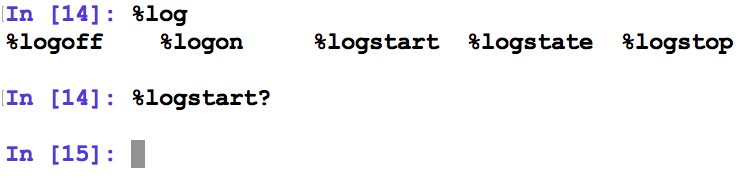 In [14]: %log
%logoff %logon %logstart %logstate %logstop
In [14]: %logstart?
In [15]: